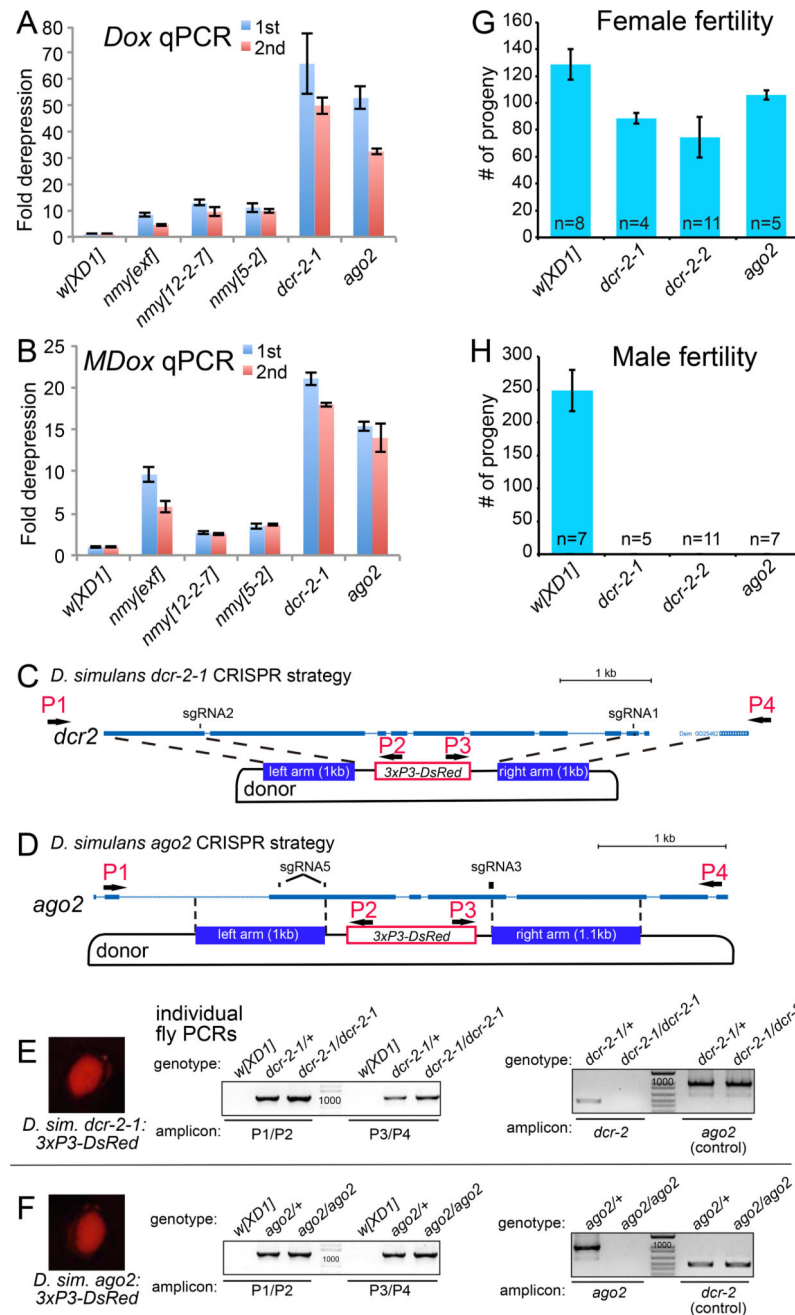 A
Dox qPCR
1st
2nd
Fold derepression
80
70
60
50
40
30
20
10
0
w[XD1]
nmy[exf]
nmy[12-2-7]
nmy[5-2]
dcr-2-1
ago2
G
Female fertility
# of progeny
160
140
120
100
80
60
40
20
0
n=8
n=4
n=11
n=5
w[XD1]
dcr-2-1
dcr-2-2
ago2
B
MDox qPCR
1st
2nd
Fold derepression
25
20
15
10
5
0
w[XD1]
nmy[exf]
nmy[12-2-7]
nmy[5-2]
dcr-2-1
ago2
H
Male fertility
# of progeny
300
250
200
150
100
50
0
n=7
n=5
n=11
n=7
w[XD1]
dcr-2-1
dcr-2-2
ago2
C D. simulans dcr-2-1 CRISPR strategy
1 kb
P1
sgRNA2
sgRNA1
P4
dcr2
P2
P3
left arm (1kb)
3xP3-DsRed
right arm (1kb)
donor
D D. simulans ago2 CRISPR strategy
1 kb
P1
sgRNA5
sgRNA3
P4
ago2
P2
P3
left arm (1kb)
3xP3-DsRed
right arm (1.1kb)
donor
E
D. sim. dcr-2-1:
3xP3-DsRed
individual
fly PCRs
genotype:
w[XD1]
dcr-2-1/+
dcr-2-1/dcr-2-1
w[XD1]
dcr-2-1/+
dcr-2-1/dcr-2-1
1000
amplicon:
P1/P2
P3/P4
genotype:
dcr-2-1/+
dcr-2-1/dcr-2-1
dcr-2-1/+
1000
amplicon:
dcr-2
ago2
(control)
F
D. sim. ago2:
3xP3-DsRed
genotype:
w[XD1]
ago2/+
ago2/ago2
w[XD1]
ago2/+
ago2/ago2
1000
amplicon:
P1/P2
P3/P4
genotype:
ago2/+
ago2/ago2
ago2/+
ago2/ago2
1000
amplicon:
ago2
dcr-2
(control)